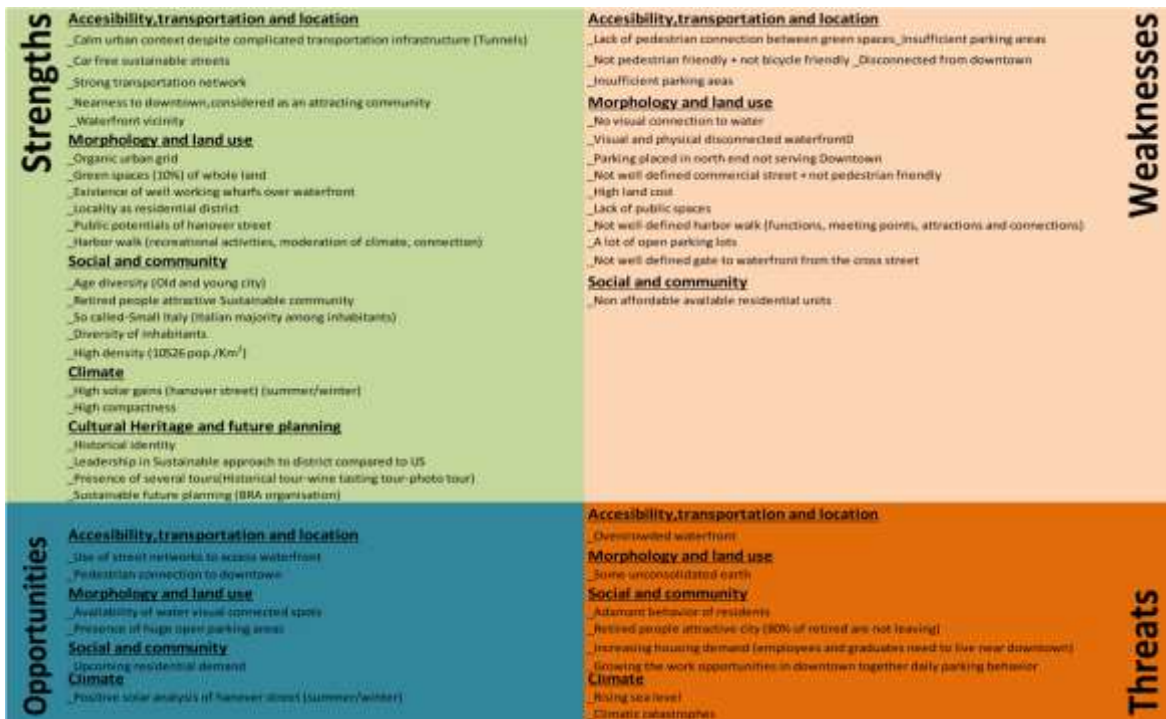 Strengths
Accesibility,transportation and location
_Calm urban context despite complicated transportation infrastructure (Tunnels)
_Car free sustainable streets
_Strong transportation network
_Nearness to downtown,considered as an attracting community
_Waterfront vicinity
Morphology and land use
_Organic urban grid
_Green spaces (10%) of whole land
_Existence of well working wharfs over waterfront
_Locality as residential district
_Public potentials of hanover street
_Harbor walk (recreational activities, moderation of climate, connection)
Social and community
_Age diversity (Old and young city)
_Retired people attractive Sustainable community
_So called-Small Italy (Italian majority among inhabitants)
_Diversity of inhabitants.
_High density (10526 pop./Km²)
Climate
_High solar gains (hanover street) (summer/winter)
_High compactness
Cultural Heritage and future planning
_Historical identity
_Leadership in Sustainable approach to district compared to US
_Presence of several tours(Historical tour-wine tasting tour-photo tour)
_Sustainable future planning (BRA organisation)
Weaknesses
Accesibility,transportation and location
_Lack of pedestrian connection between green spaces_Insufficient parking areas
_Not pedestrian friendly + not bicycle friendly _Disconnected from downtown
_Insufficient parking aeas
Morphology and land use
_No visual connection to water
_Visual and physical disconnected waterfront
_Parking placed in north end not serving Downtown
_Not well defined commercial street + not pedestrian friendly
_High land cost
_Lack of public spaces
_Not well defined harbor walk (functions, meeting points, attractions and connections)
_A lot of open parking lots
_Not well defined gate to waterfront from the cross street
Social and community
_Non affordable available residential units
Opportunities
Accesibility,transportation and location
_Use of street networks to access waterfront
_Pedestrian connection to downtown
Morphology and land use
_Availability of water visual connected spots
_Presence of huge open parking areas
Social and community
_Upcoming residential demand
Climate
_Positive solar analysis of hanover street (summer/winter)
Threats
Accesibility,transportation and location
_Overcrowded waterfront
Morphology and land use
_Some unconsolidated earth
Social and community
_Adamant behavior of residents
_Retired people attractive city (80% of retired are not leaving)
_Increasing housing demand (employees and graduates need to live near downtown)
_Growing the work opportunities in downtown together daily parking behavior
Climate
_Rising sea level
_Climatic catastrophes